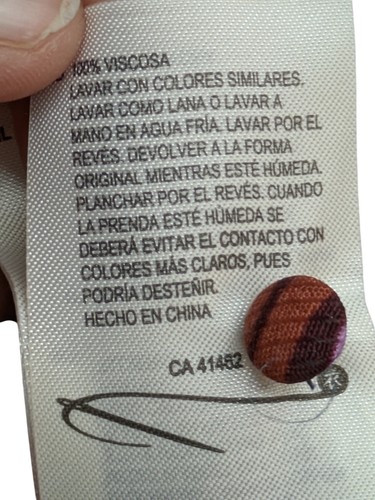 100% VISCOSA
LAVAR CON COLORES SIMILARES.
LAVAR COMO LANA O LAVAR A
MANO EN AGUA FRÍA. LAVAR POR EL
REVÉS. DEVOLVER A LA FORMA
ORIGINAL MIENTRAS ESTÉ HÚMEDA.
PLANCHAR POR EL REVÉS. CUANDO
LA PRENDA ESTÉ HÚMEDA SE
DEBERÁ EVITAR EL CONTACTO CON
COLORES MÁS CLAROS, PUES
PODRÍA DESTEÑIR.
HECHO EN CHINA
CA 41482